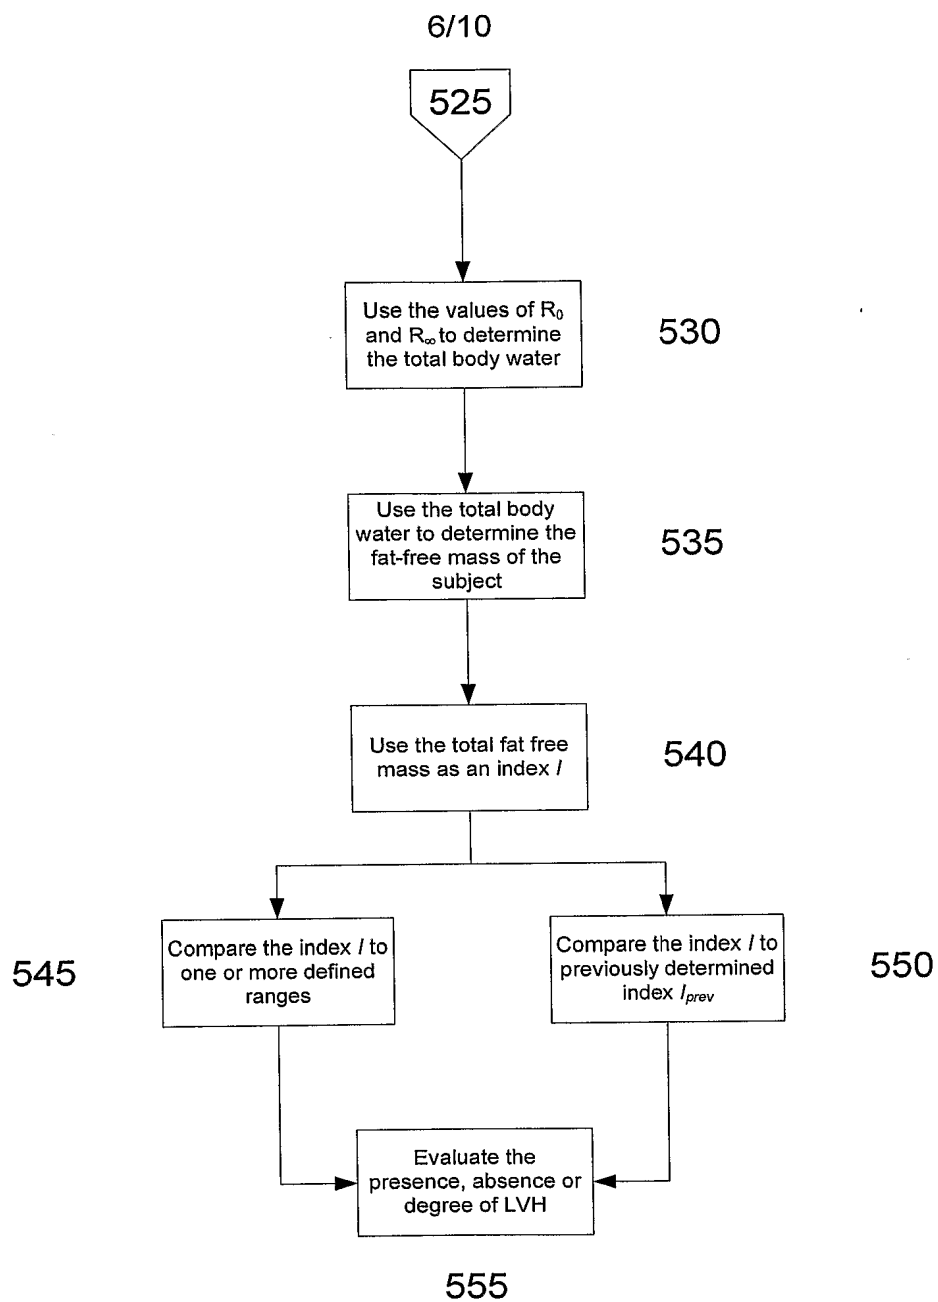 6/10
525
Use the values of R₀
and R∞ to determine
the total body water
530
Use the total body
water to determine the
fat-free mass of the
subject
535
Use the total fat free
mass as an index I
540
545
Compare the index I to
one or more defined
ranges
Compare the index I to
previously determined
index Iprev
550
Evaluate the
presence, absence or
degree of LVH
555